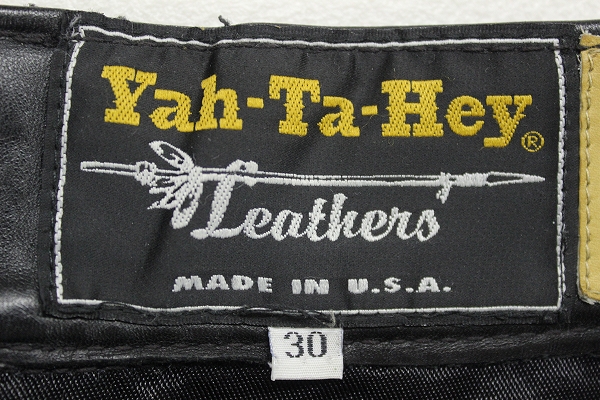 Yah-Ta-Hey®
Leathers
MADE IN U.S.A.
30